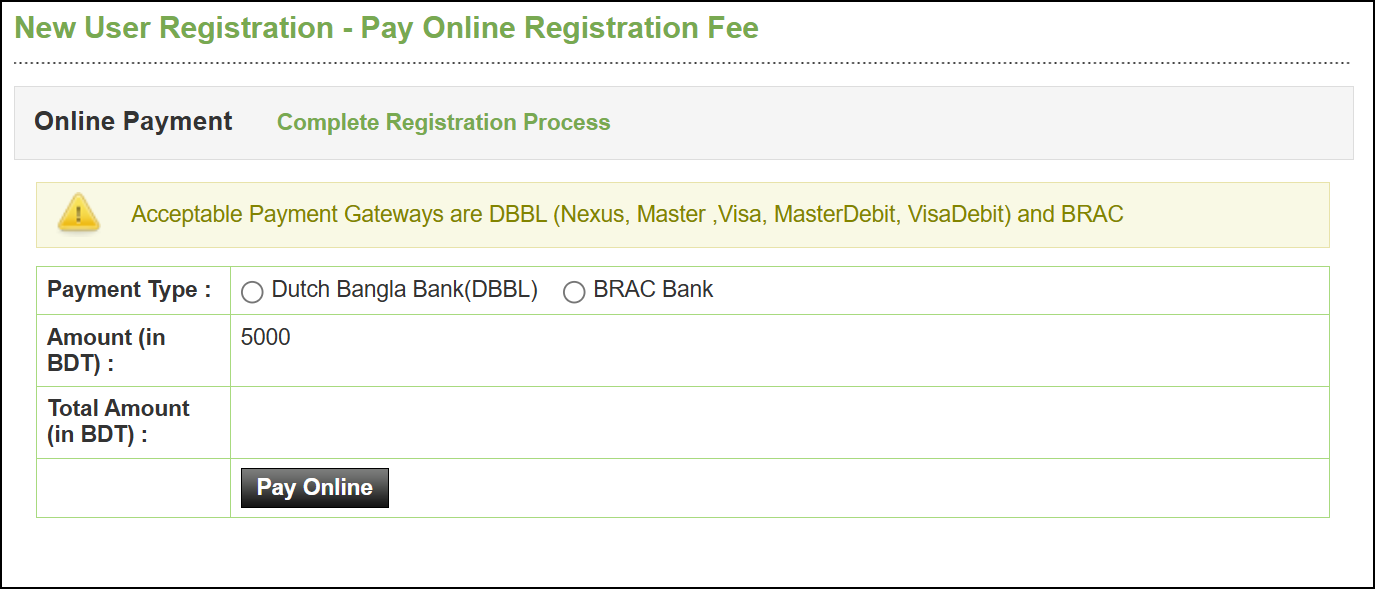 New User Registration - Pay Online Registration Fee
Online Payment Complete Registration Process
Acceptable Payment Gateways are DBBL (Nexus, Master ,Visa, MasterDebit, VisaDebit) and BRAC
Payment Type : Dutch Bangla Bank(DBBL) BRAC Bank
Amount (in
BDT) :
5000
Total Amount
(in BDT) :
Pay Online